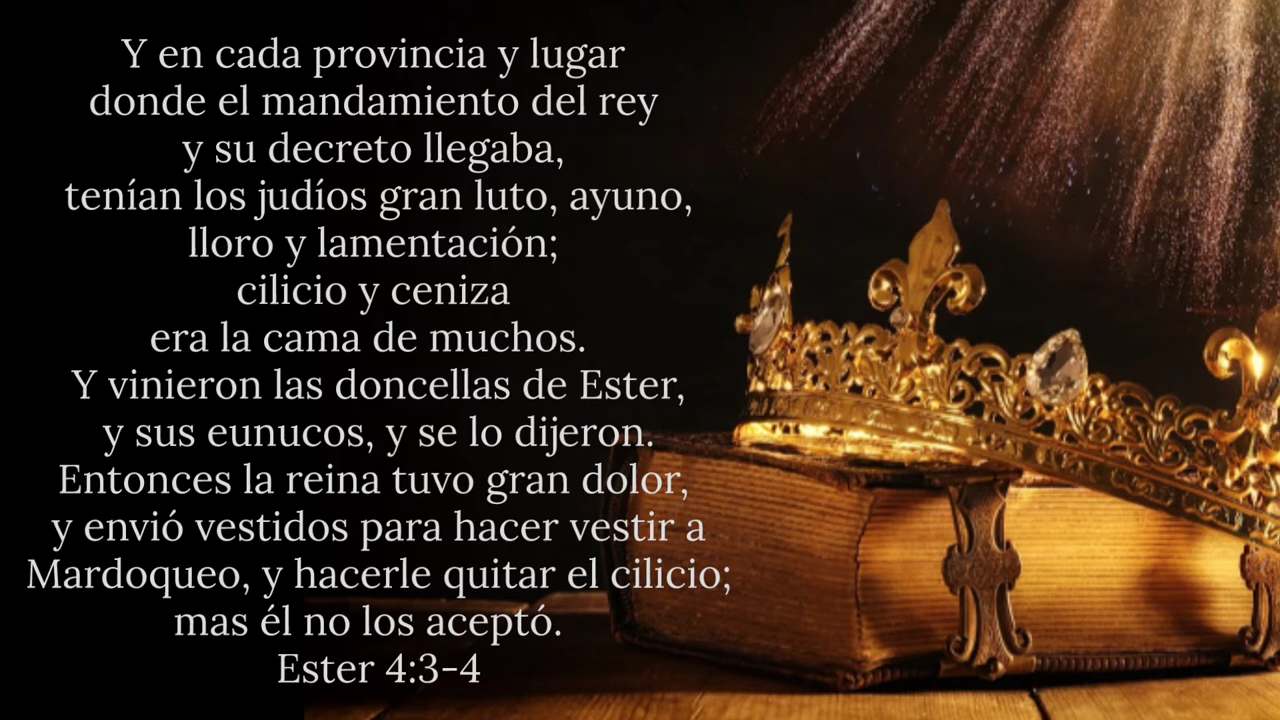 Y en cada provincia y lugar
donde el mandamiento del rey
y su decreto llegaba,
tenían los judíos gran luto, ayuno,
lloro y lamentación;
cilicio y ceniza
era la cama de muchos.
Y vinieron las doncellas de Ester,
y sus eunucos, y se lo dijeron.
Entonces la reina tuvo gran dolor,
y envió vestidos para hacer vestir a
Mardoqueo, y hacerle quitar el cilicio;
mas él no los aceptó.
Ester 4:3-4